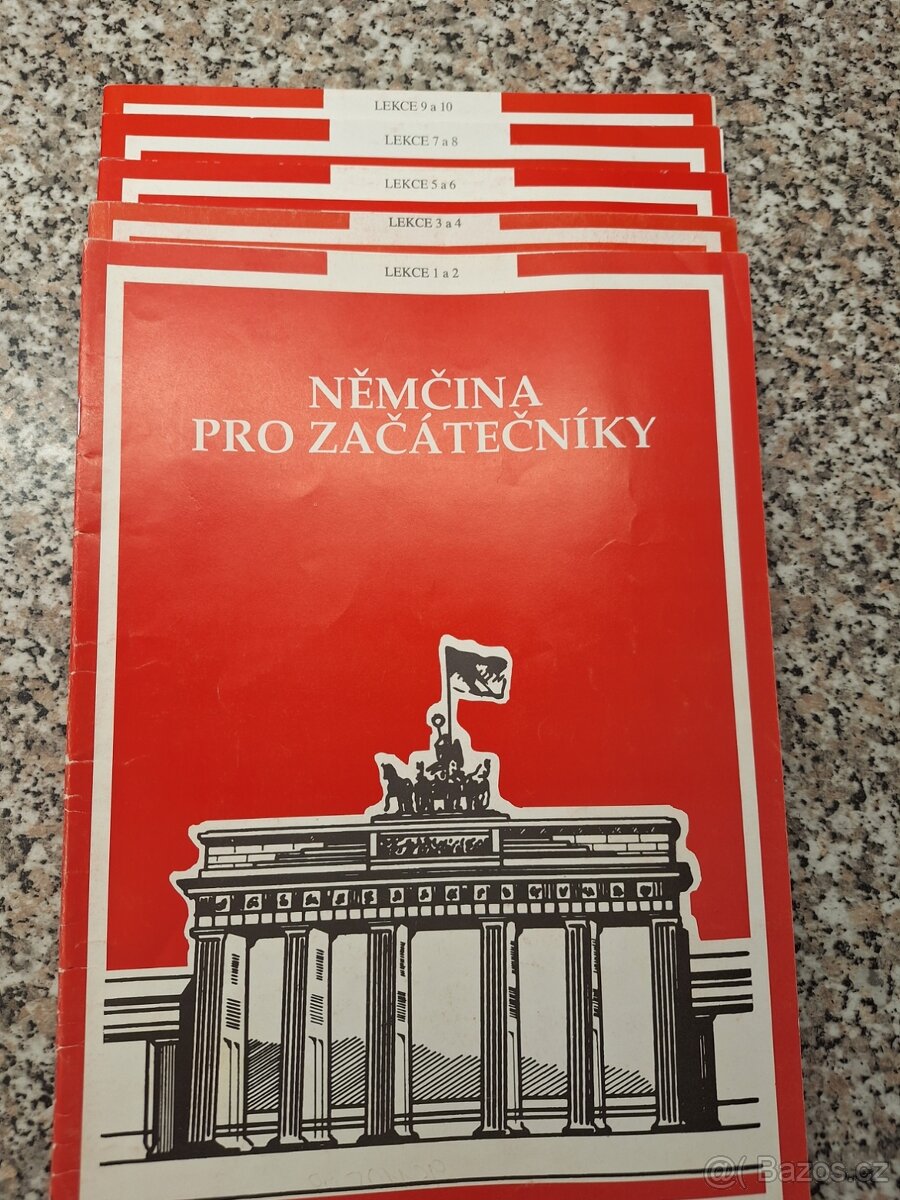 LEKCE 9 a 10
LEKCE 7 a 8
LEKCE 5 a 6
LEKCE 3 a 4
LEKCE 1 a 2
NĚMČINA
PRO ZAČÁTEČNÍKY
@( Bazos.cz